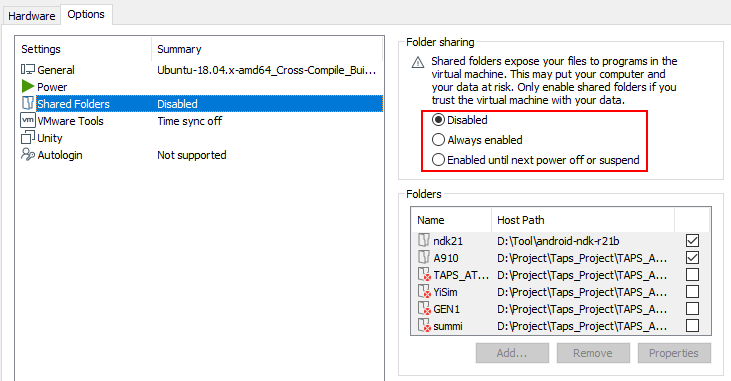 Hardware Options
Settings Summary
General Ubuntu-18.04.x-amd64_Cross-Compile_Bui...
Power
Shared Folders Disabled
VMware Tools Time sync off
Unity
Autologin Not supported
Folder sharing
Shared folders expose your files to programs in the
virtual machine. This may put your computer and
your data at risk. Only enable shared folders if you
trust the virtual machine with your data.
Disabled
Always enabled
Enabled until next power off or suspend
Folders
Name Host Path
ndk21 D:\Tool\android-ndk-r21b
A910 D:\Project\Taps_Project\TAPS_A...
TAPS_AT... D:\Project\Taps_Project\TAPS_A...
YiSim D:\Project\Taps_Project\TAPS_A...
GEN1 D:\Project\Taps_Project\TAPS_A...
summi D:\Project\Taps_Project\TAPS_A...
Add... Remove Properties